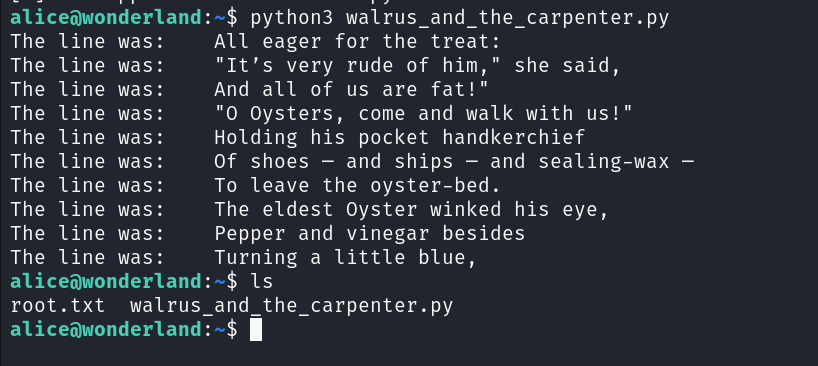 alice@wonderland:~$ python3 walrus_and_the_carpenter.py
The line was:    All eager for the treat:
The line was:    "It’s very rude of him," she said,
The line was:    And all of us are fat!"
The line was:    "O Oysters, come and walk with us!"
The line was:    Holding his pocket handkerchief
The line was:    Of shoes — and ships — and sealing-wax —
The line was:    To leave the oyster-bed.
The line was:    The eldest Oyster winked his eye,
The line was:    Pepper and vinegar besides
The line was:    Turning a little blue,
alice@wonderland:~$ ls
root.txt  walrus_and_the_carpenter.py
alice@wonderland:~$